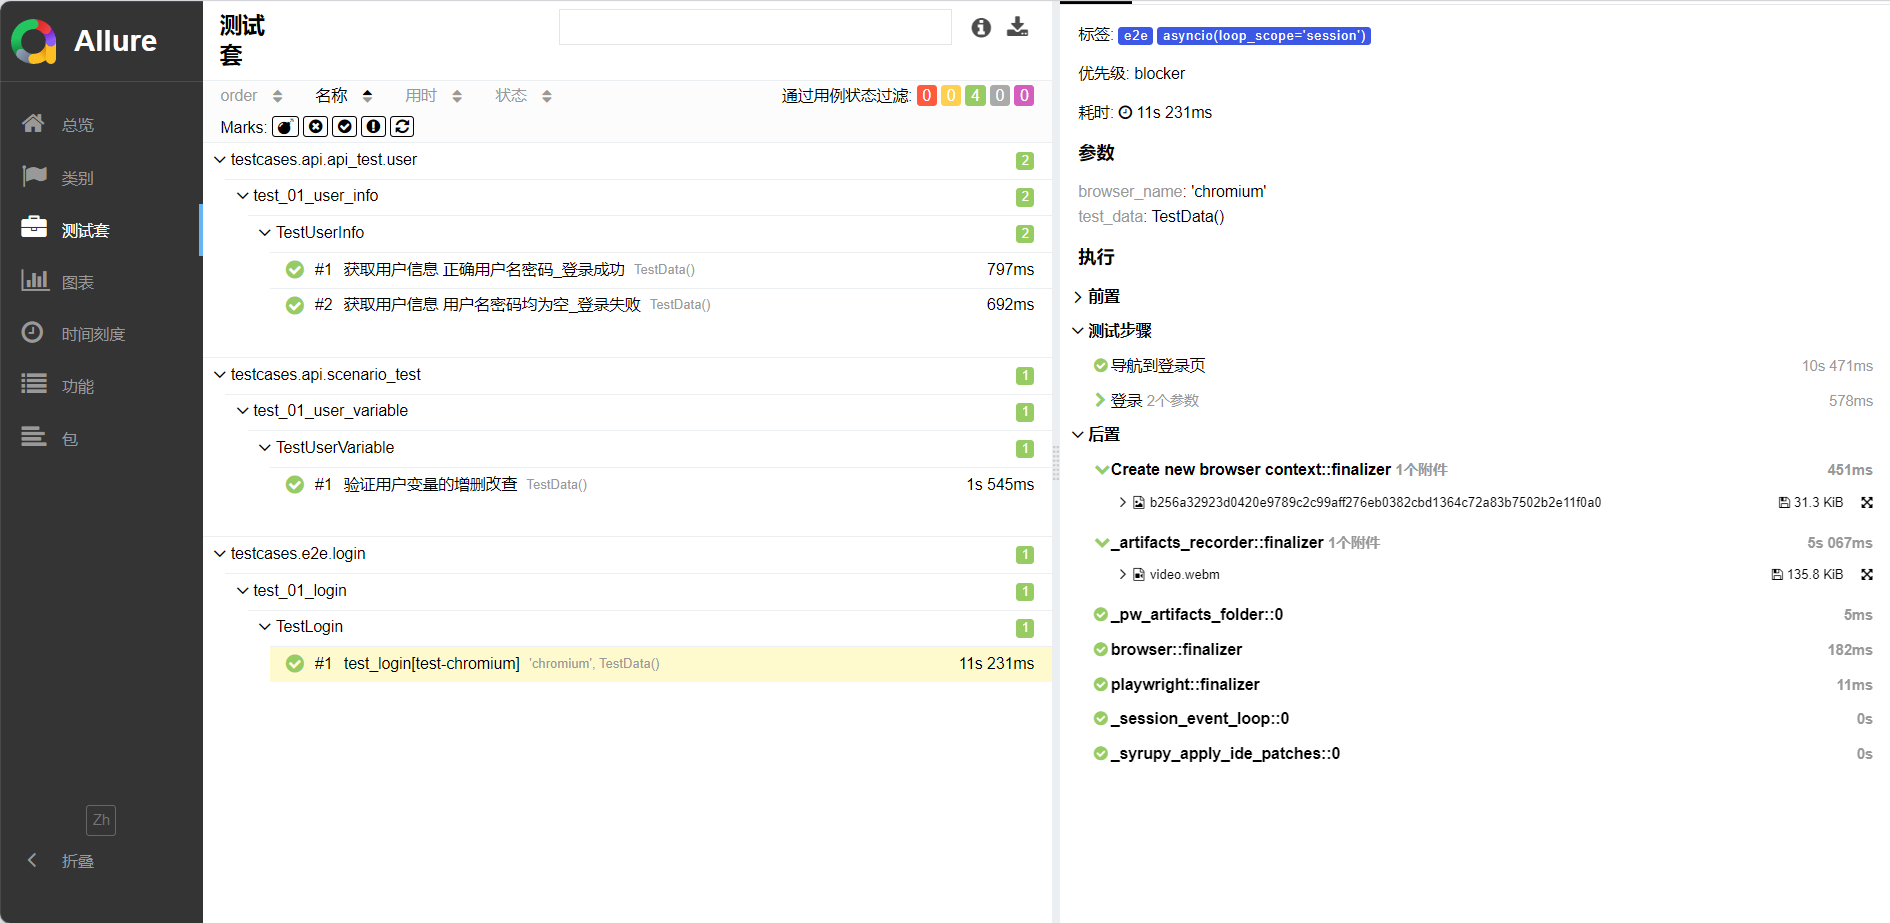 Allure
总览
类别
测试套
图表
时间刻度
功能
包
Zh
折叠
测试
套
order 名称 用时 状态 通过用例状态过滤: 0 0 4 0 0
Marks:
testcases.api.api_test.user 2
test_01_user_info 2
TestUserInfo 2
#1 获取用户信息 正确用户名密码_登录成功 TestData() 797ms
#2 获取用户信息 用户名密码均为空_登录失败 TestData() 692ms
testcases.api.scenario_test 1
test_01_user_variable 1
TestUserVariable 1
#1 验证用户变量的增删改查 TestData() 1s 545ms
testcases.e2e.login 1
test_01_login 1
TestLogin 1
#1 test_login[test-chromium] 'chromium', TestData() 11s 231ms
标签: e2e asyncio(loop_scope='session')
优先级: blocker
耗时: 11s 231ms
参数
browser_name: 'chromium'
test_data: TestData()
执行
前置
测试步骤
导航到登录页 10s 471ms
登录 2个参数 578ms
后置
Create new browser context::finalizer 1个附件 451ms
b256a32923d0420e9789c2c99aff276eb0382cbd1364c72a83b7502b2e11f0a0 31.3 KiB
_artifacts_recorder::finalizer 1个附件 5s 067ms
video.webm 135.8 KiB
_pw_artifacts_folder::0 5ms
browser::finalizer 182ms
playwright::finalizer 11ms
_session_event_loop::0 0s
_syrupy_apply_ide_patches::0 0s